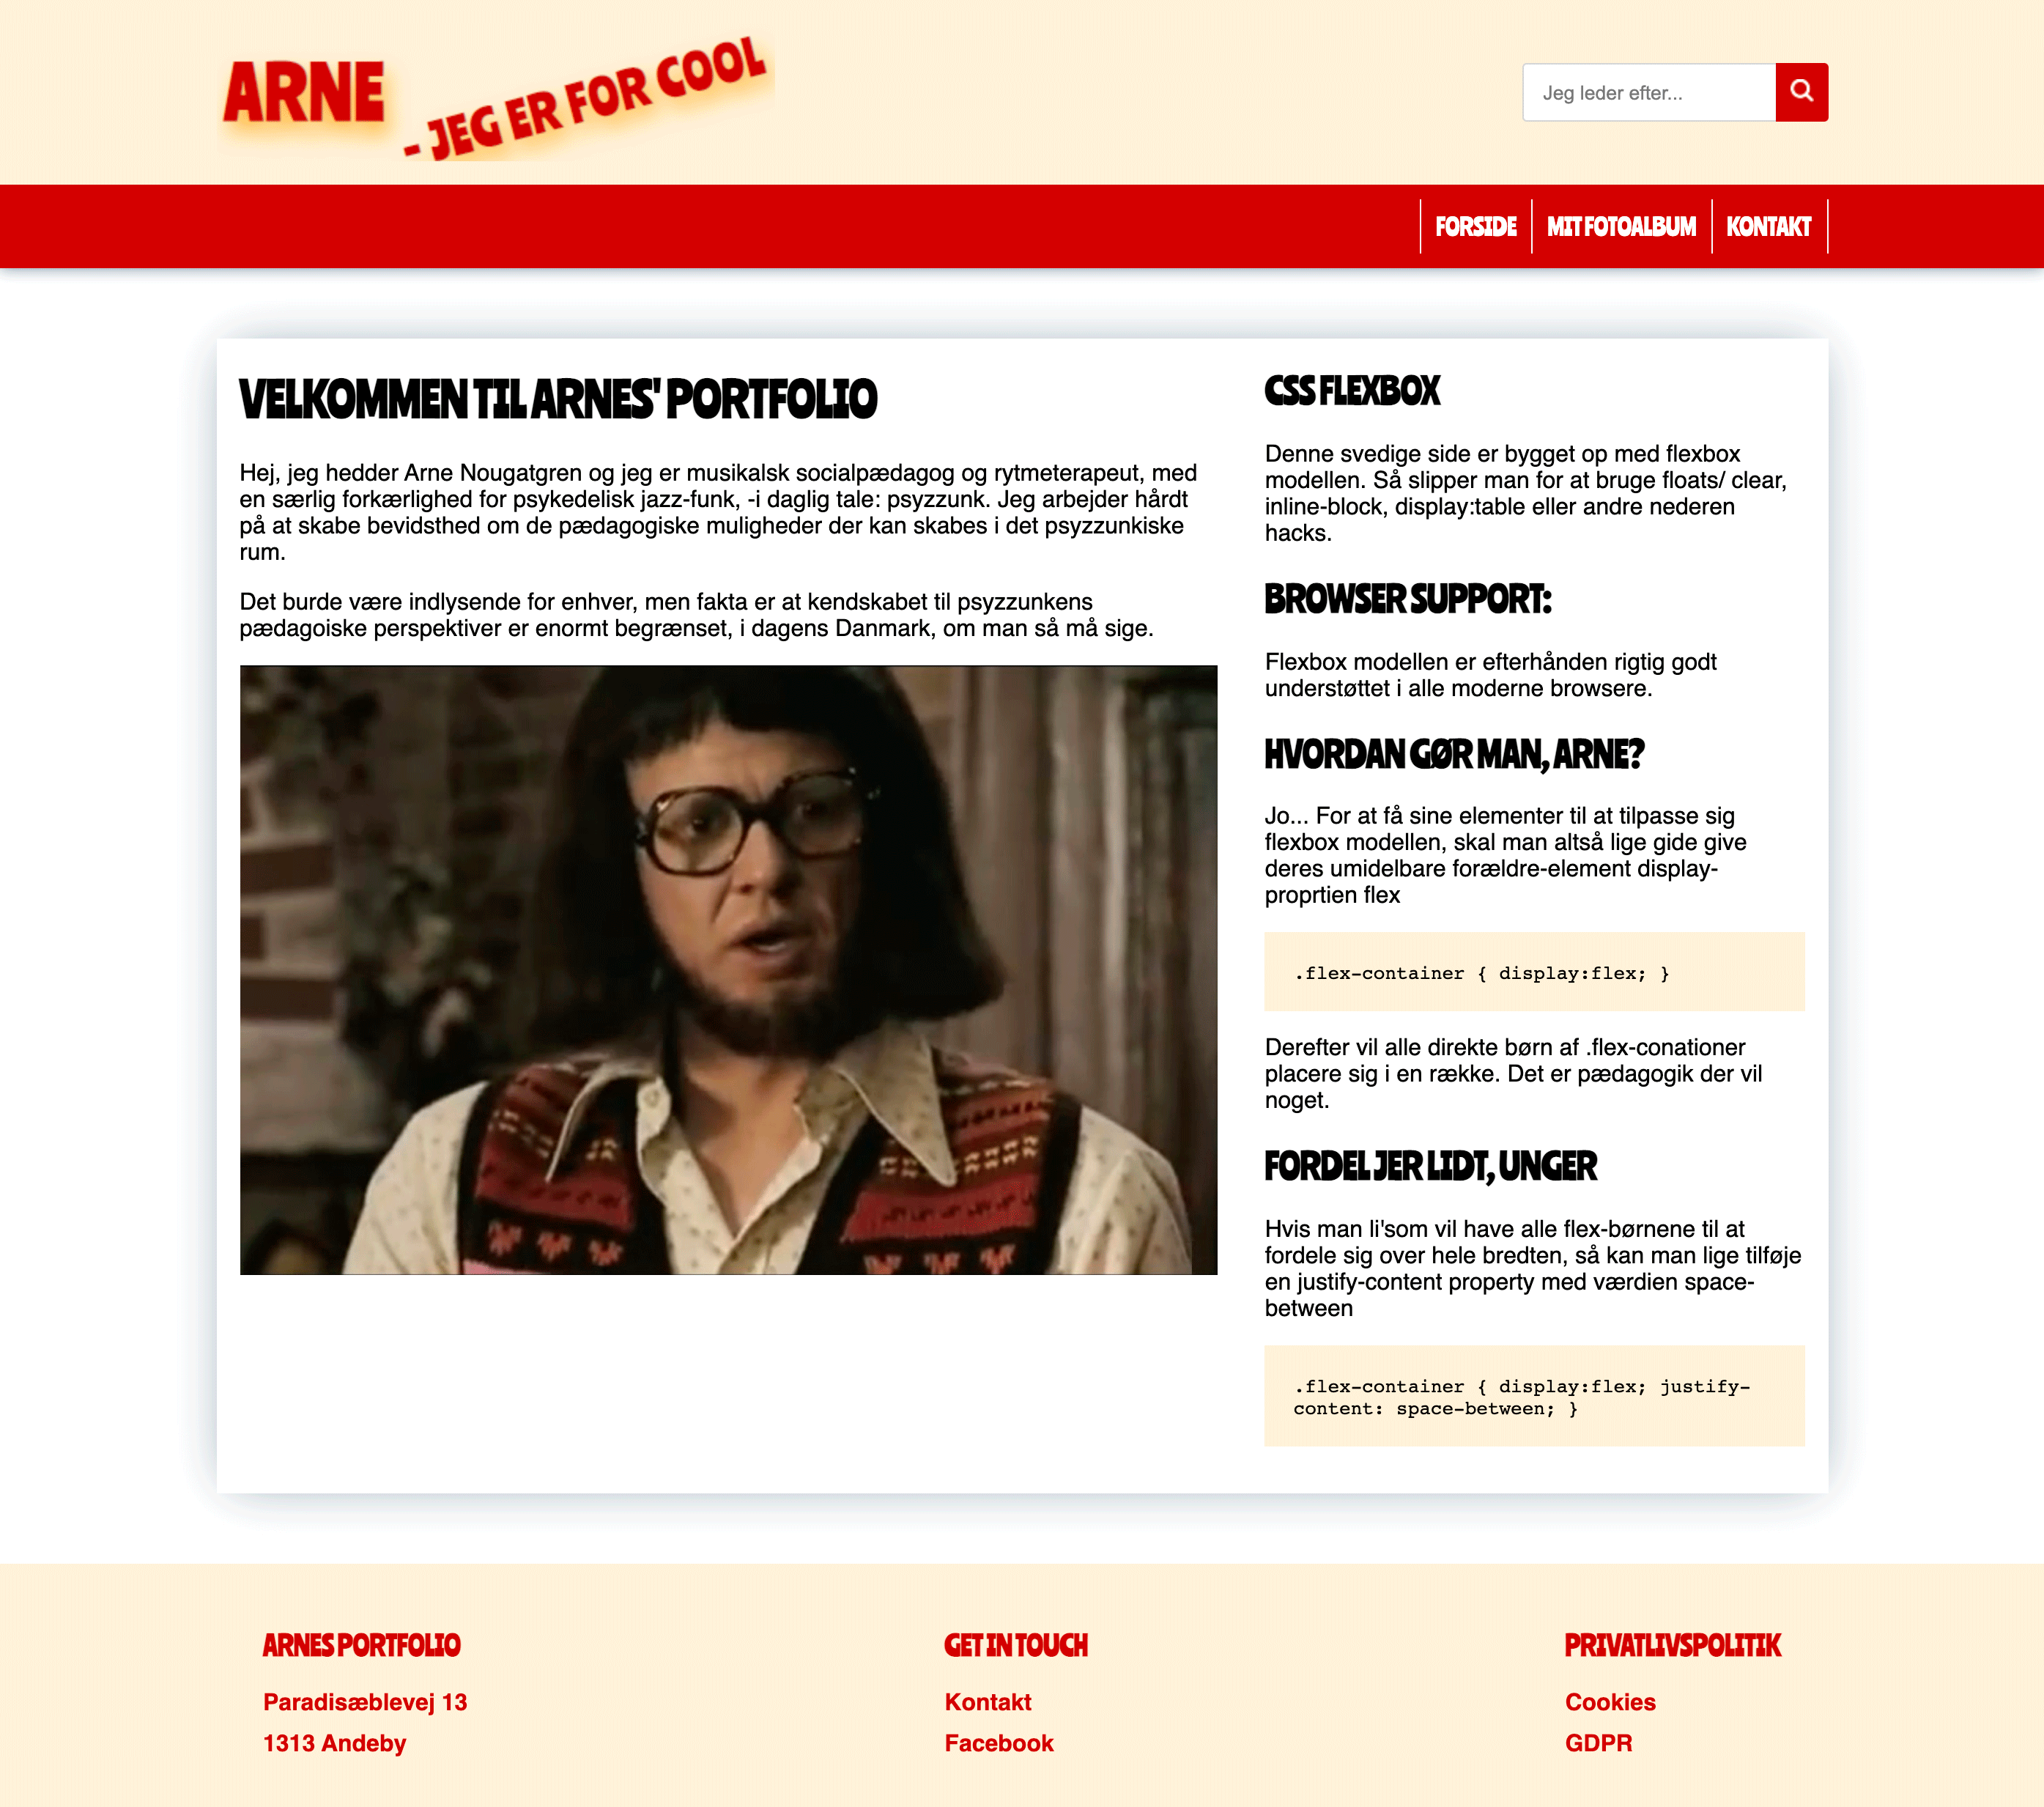 ARNE
- JEG ER FOR COOL
Jeg leder efter...
FORSIDE
MIT FOTOALBUM
KONTAKT
VELKOMMEN TIL ARNES' PORTFOLIO
Hej, jeg hedder Arne Nougatgren og jeg er musikalsk socialpædagog og rytmeterapeut, med
en særlig forkærlighed for psykedelisk jazz-funk, -i daglig tale: psyzzunk. Jeg arbejder hårdt
på at skabe bevidsthed om de pædagogiske muligheder der kan skabes i det psyzzunkiske
rum.
Det burde være indlysende for enhver, men fakta er at kendskabet til psyzzunkens
pædagoiske perspektiver er enormt begrænset, i dagens Danmark, om man så må sige.
CSS FLEXBOX
Denne svedige side er bygget op med flexbox
modellen. Så slipper man for at bruge floats/ clear,
inline-block, display:table eller andre nederen
hacks.
BROWSER SUPPORT:
Flexbox modellen er efterhånden rigtig godt
understøttet i alle moderne browsere.
HVORDAN GØR MAN, ARNE?
Jo... For at få sine elementer til at tilpasse sig
flexbox modellen, skal man altså lige gide give
deres umidelbare forældre-element display-
proprtien flex
.flex-container { display:flex; }
Derefter vil alle direkte børn af .flex-conationer
placere sig i en række. Det er pædagogik der vil
noget.
FORDEL JER LIDT, UNGER
Hvis man li'som vil have alle flex-børnene til at
fordele sig over hele bredten, så kan man lige tilføje
en justify-content property med værdien space-
between
.flex-container { display:flex; justify-
content: space-between; }
ARNES PORTFOLIO
Paradisæblevej 13
1313 Andeby
GET IN TOUCH
Kontakt
Facebook
PRIVATLIVSPOLITIK
Cookies
GDPR